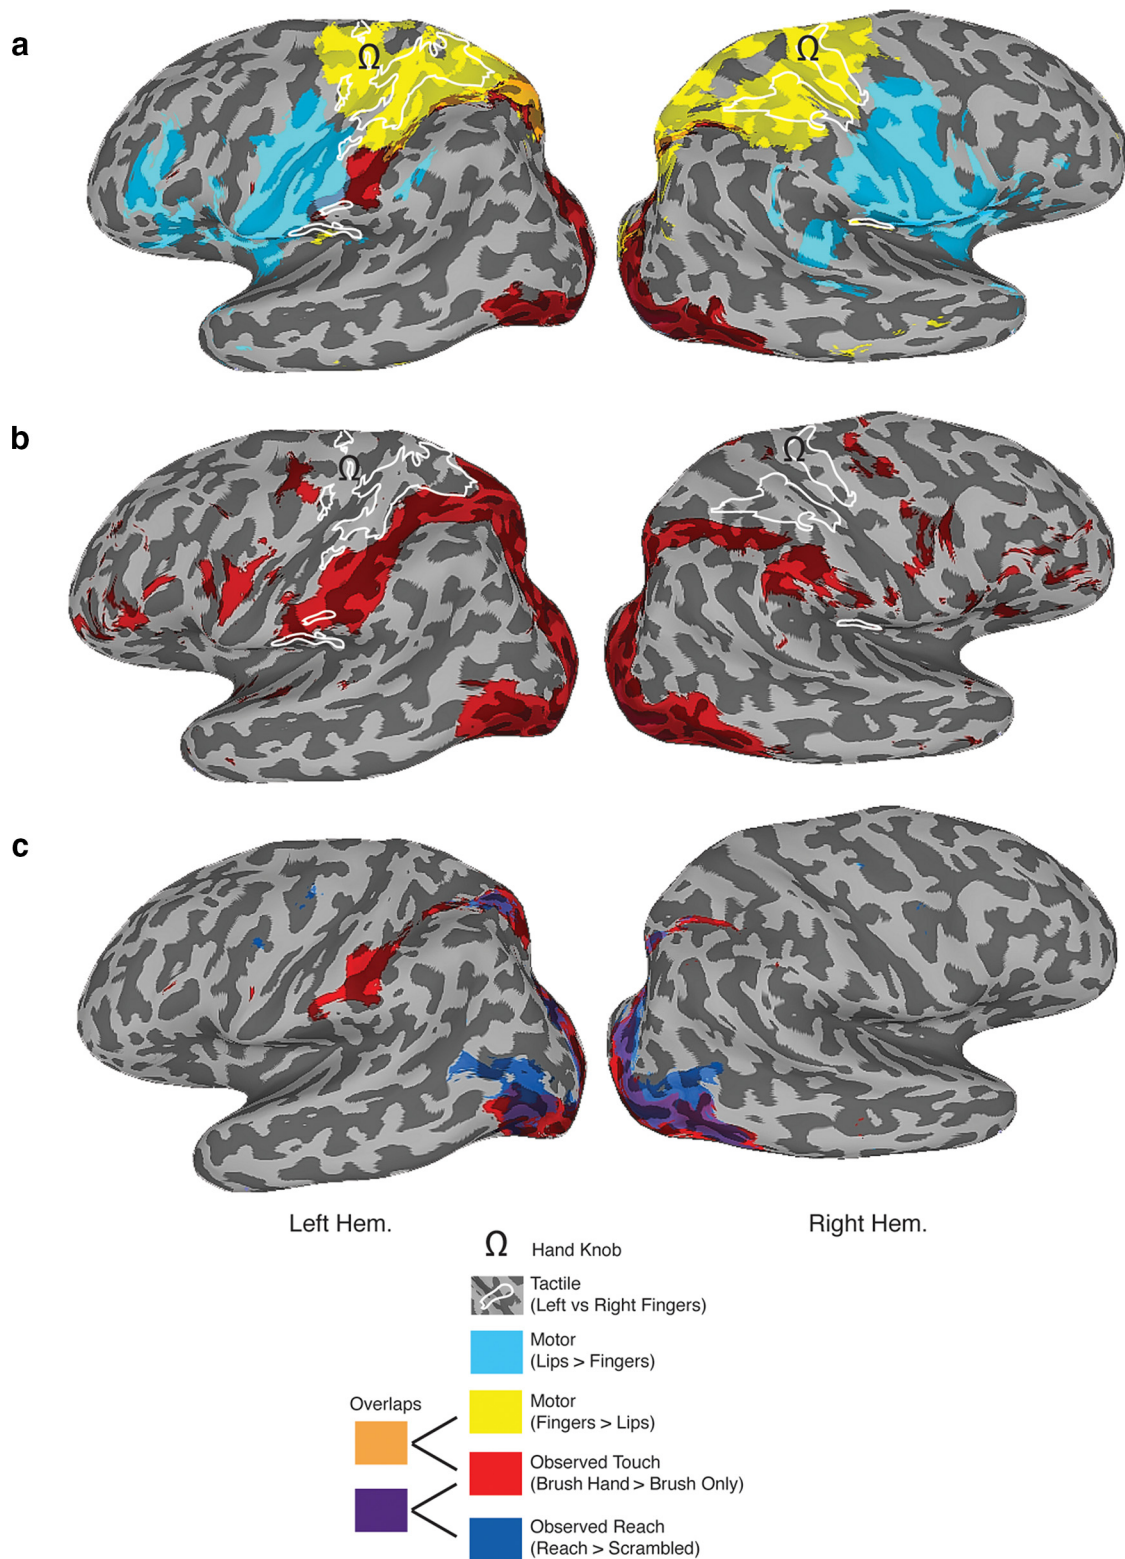 a
Ω
Ω
b
Ω
Ω
c
Left Hem.
Right Hem.
Ω Hand Knob
Tactile
(Left vs Right Fingers)
Motor
(Lips > Fingers)
Overlaps
Motor
(Fingers > Lips)
Observed Touch
(Brush Hand > Brush Only)
Observed Reach
(Reach > Scrambled)